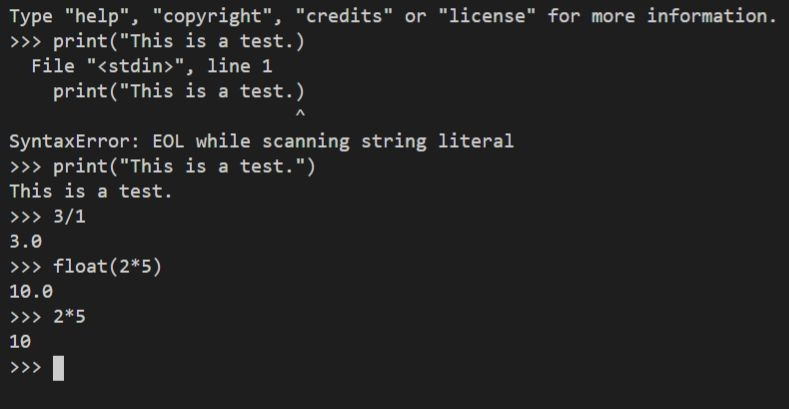 Type "help", "copyright", "credits" or "license" for more information.
>>> print("This is a test.)
  File "<stdin>", line 1
    print("This is a test.)
                          ^
SyntaxError: EOL while scanning string literal
>>> print("This is a test.")
This is a test.
>>> 3/1
3.0
>>> float(2*5)
10.0
>>> 2*5
10
>>>